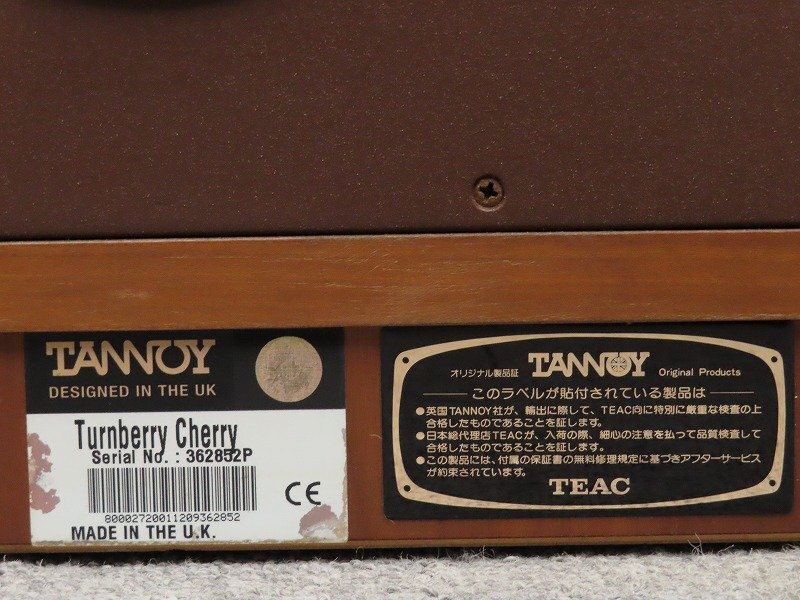 TANNOY
DESIGNED IN THE UK
Turnberry Cherry
Serial No. : 362852P
80002720011209362852
CE
MADE IN THE U.K.
オリジナル製品証 TANNOY Original Products
このラベルが貼付されている製品は
●英国TANNOY社が、輸出に際して、TEAC向に特別に厳重な検査の上
合格したものであることを証します。
●日本総代理店TEACが、入荷の際、細心の注意を払って品質検査して
合格したものであることを証します。
●この製品には、付属の保証書の無料修理規定に基づきアフターサービス
が約束されています。
TEAC